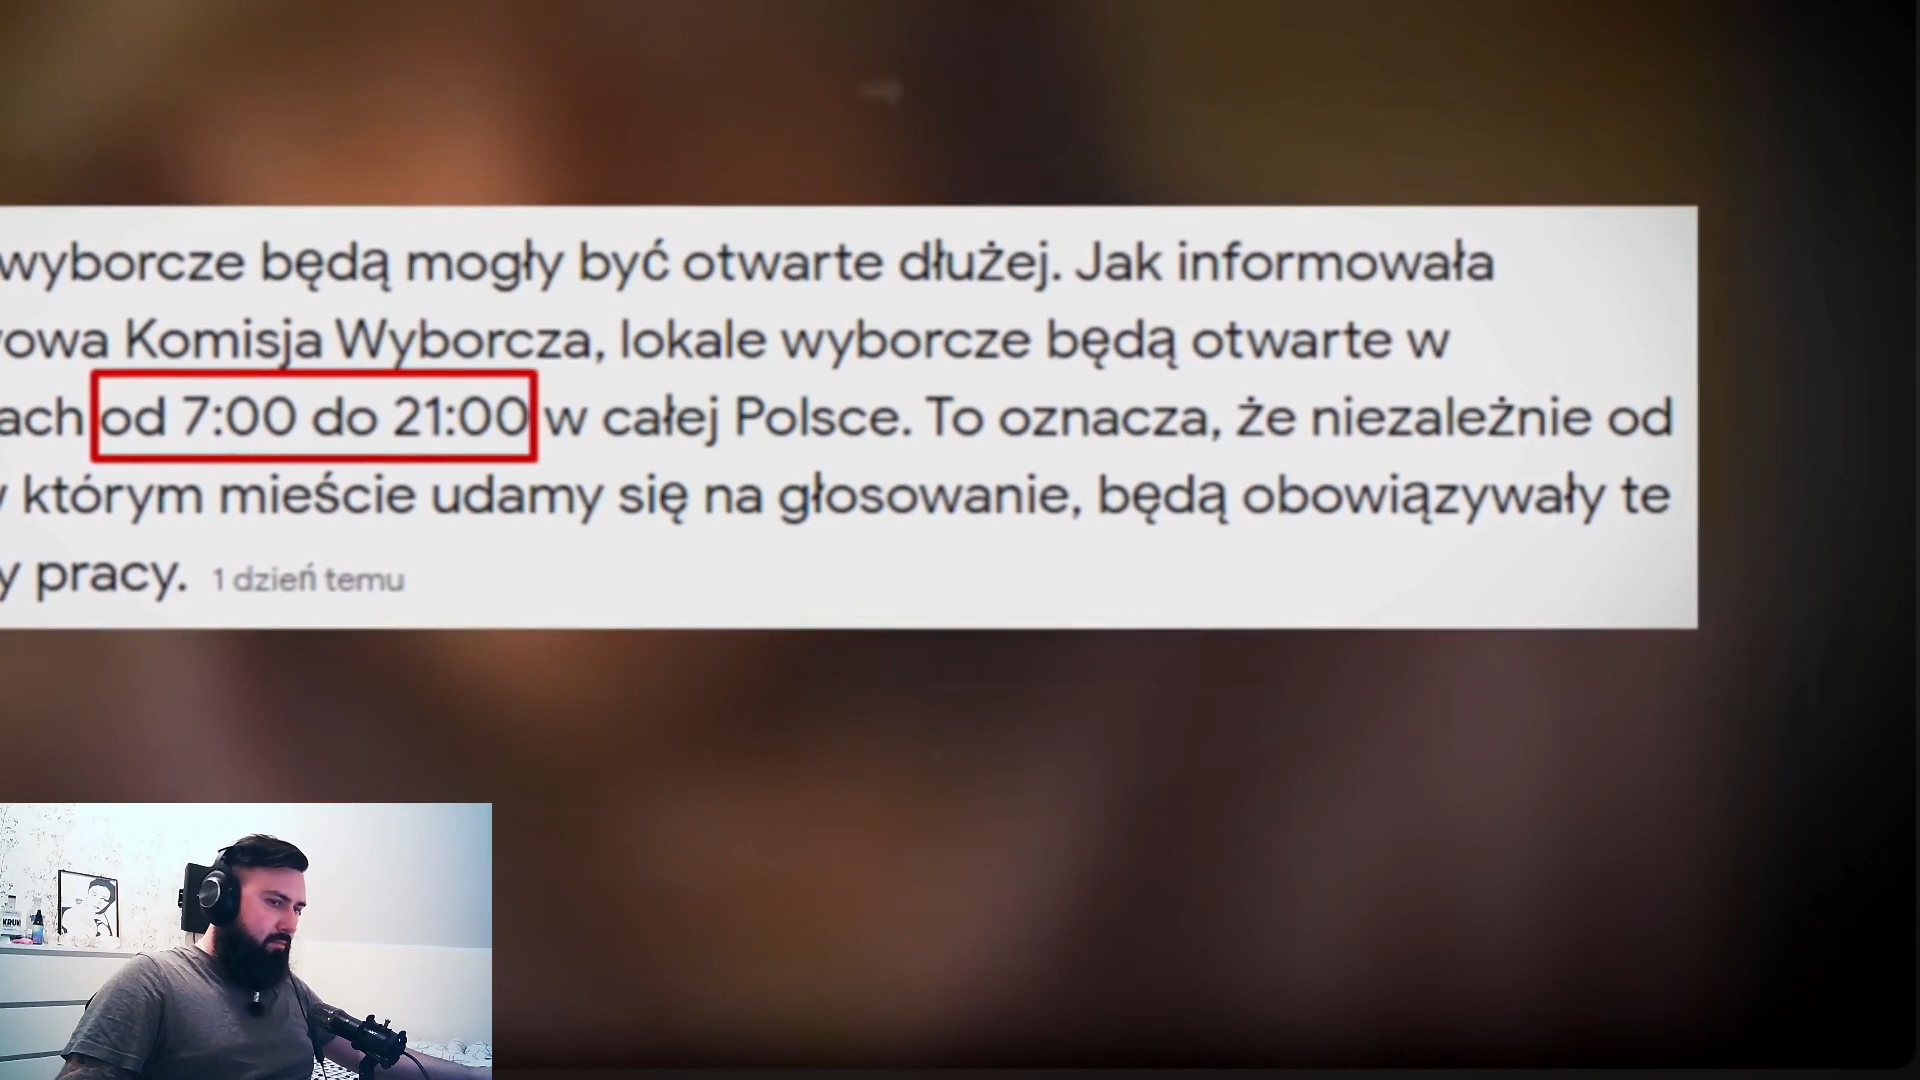 wyborcze będą mogły być otwarte dłużej. Jak informowała
Komisja Wyborcza, lokale wyborcze będą otwarte w
od 7:00 do 21:00 w całej Polsce. To oznacza, że niezależnie od
którym mieście udamy się na głosowanie, będą obowiązywały te
pracy. 1 dzień temu
KRUK